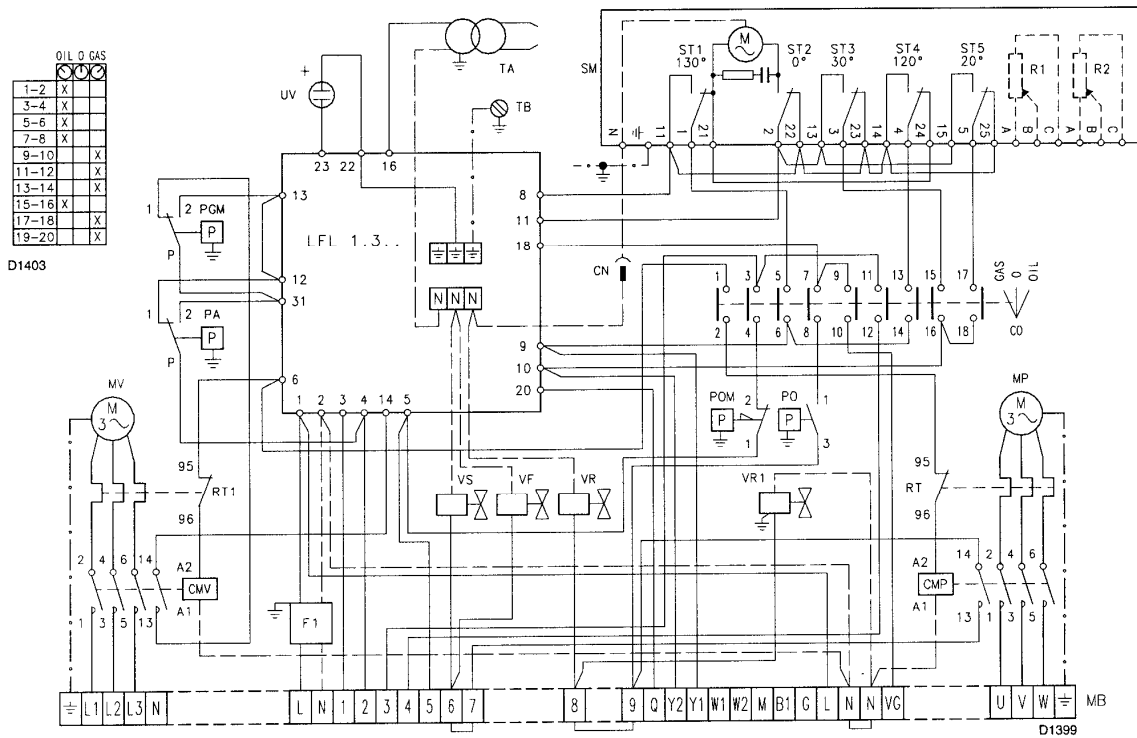 OIL O GAS
1-2 X
3-4 X
5-6 X
7-8 X
9-10 X
11-12 X
13-14 X
15-16 X
17-18 X
19-20 X
D1403
TA
+
UV
TB
SM
M
ST1 130°
ST2 0°
ST3 30°
ST4 120°
ST5 20°
R1
R2
N 11 1 21 2 22 13 3 23 14 4 24 15 5 25 A B C A B C
23 22 16
LFL 1.3..
13
12
31
6
8
11
18
9
10
20
1 2 3 4 14 5
N N N
CN
1 2 PGM
P
P
1 2 PA
P
P
1 3 5 7 9 11 13 15 17
2 4 6 8 10 12 14 16 18
GAS O OIL
CO
POM 2
P
1
PO 1
P
3
MV
M 3~
95
RT1
96
2 4 6 14
A2
CMV
A1
1 3 5 13
VS VF VR
VR1
F1
MP
M 3~
95
RT
96
14 2 4 6
A2
CMP
A1
13 1 3 5
L1 L2 L3 N
L N 1 2 3 4 5 6 7
8
9 Q Y2 Y1 W1 W2 M B1 G L N N VG
U V W
MB
D1399